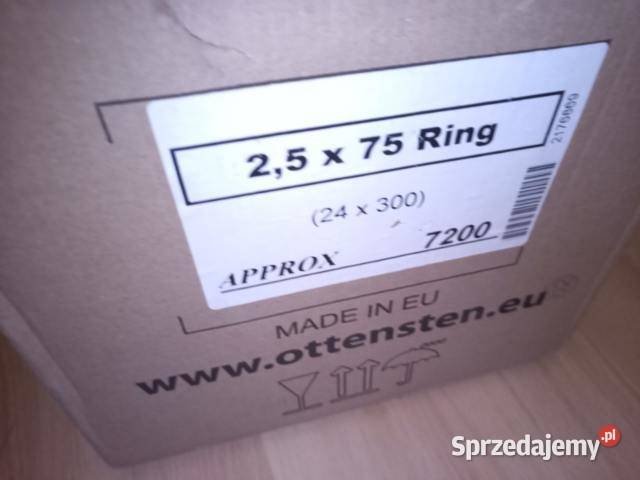 2,5 x 75 Ring
2176669
(24 x 300)
APPROX 7200
MADE IN EU
www.ottensten.eu
Sprzedajemy.pl